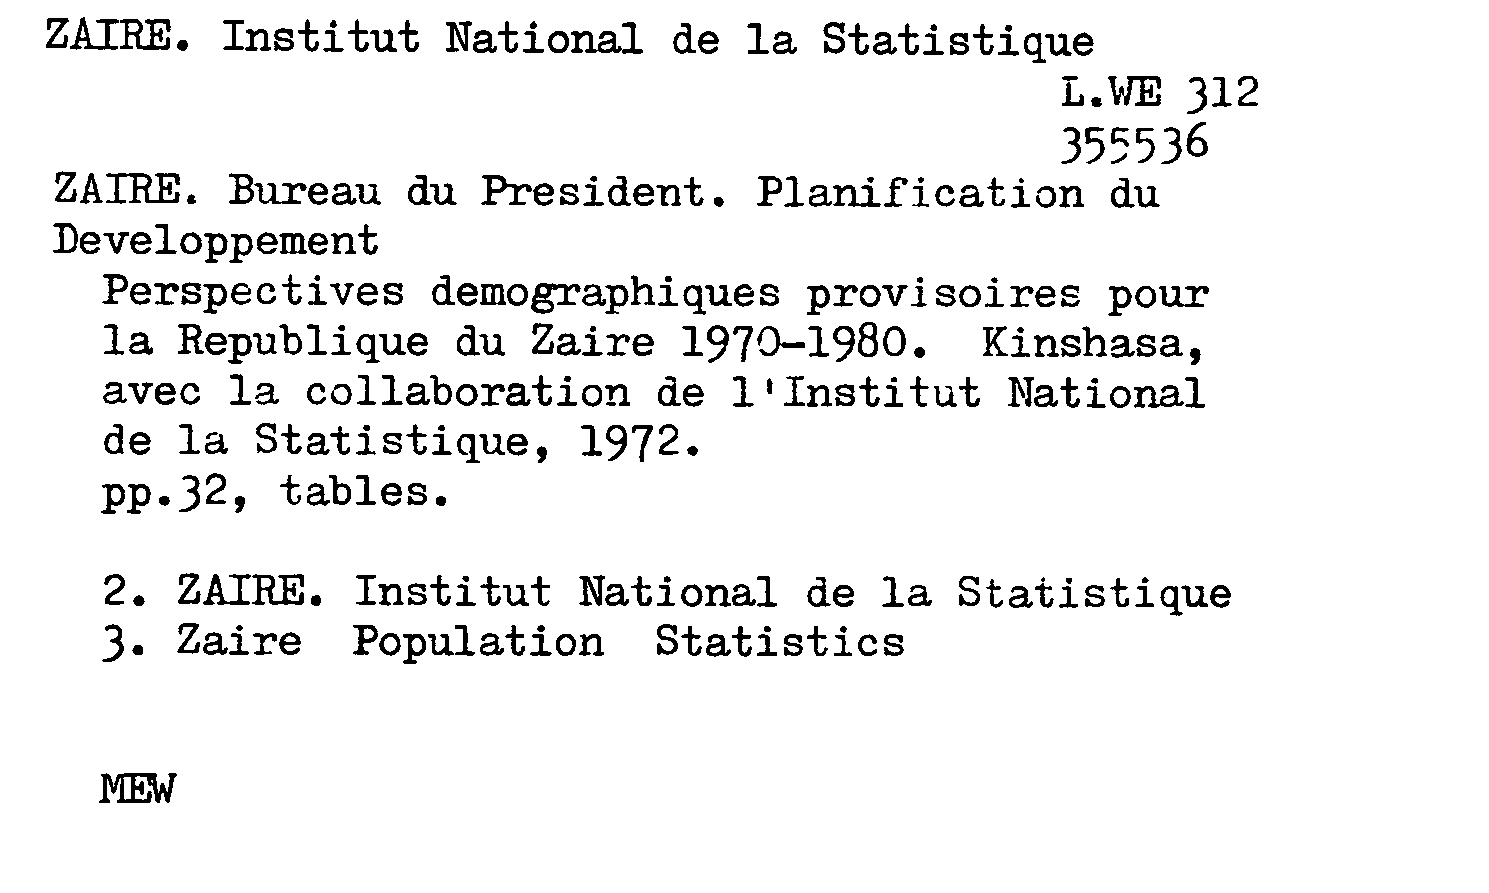 ZAIRE. Institut National de la Statistique
L.WE 312
355536
ZAIRE. Bureau du President. Planification du
Developpement
Perspectives demographiques provisoires pour
la Republique du Zaire 1970-1980. Kinshasa,
avec la collaboration de l'Institut National
de la Statistique, 1972.
pp.32, tables.
2. ZAIRE. Institut National de la Statistique
3. Zaire Population Statistics
MEW